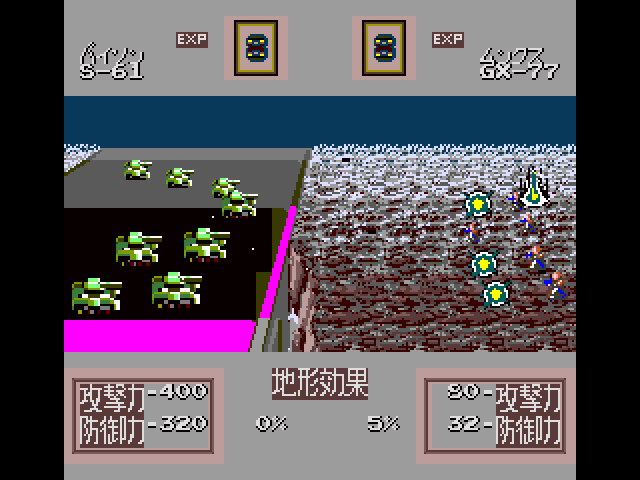 EXP
EXP
バイソン
S-61
ムンクス
GX-77
地形効果
攻撃力-400
防御力-320
0%
5%
80-攻撃力
32-防御力